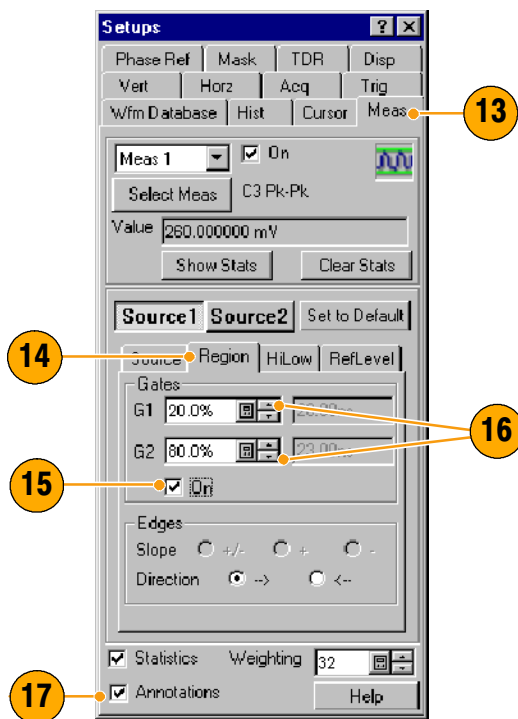 Setups
Phase Ref Mask TDR Disp
Vert Horz Acq Trig
Wfm Database Hist Cursor Meas
13
Meas 1 On
Select Meas C3 Pk-Pk
Value 260.000000 mV
Show Stats Clear Stats
Source1 Source2 Set to Default
14
Source Region HiLow RefLevel
Gates
G1 20.0%
16
G2 80.0% 23.00ns
15
On
Edges
Slope +/- + -
Direction --> <--
Statistics Weighting 32
17
Annotations Help